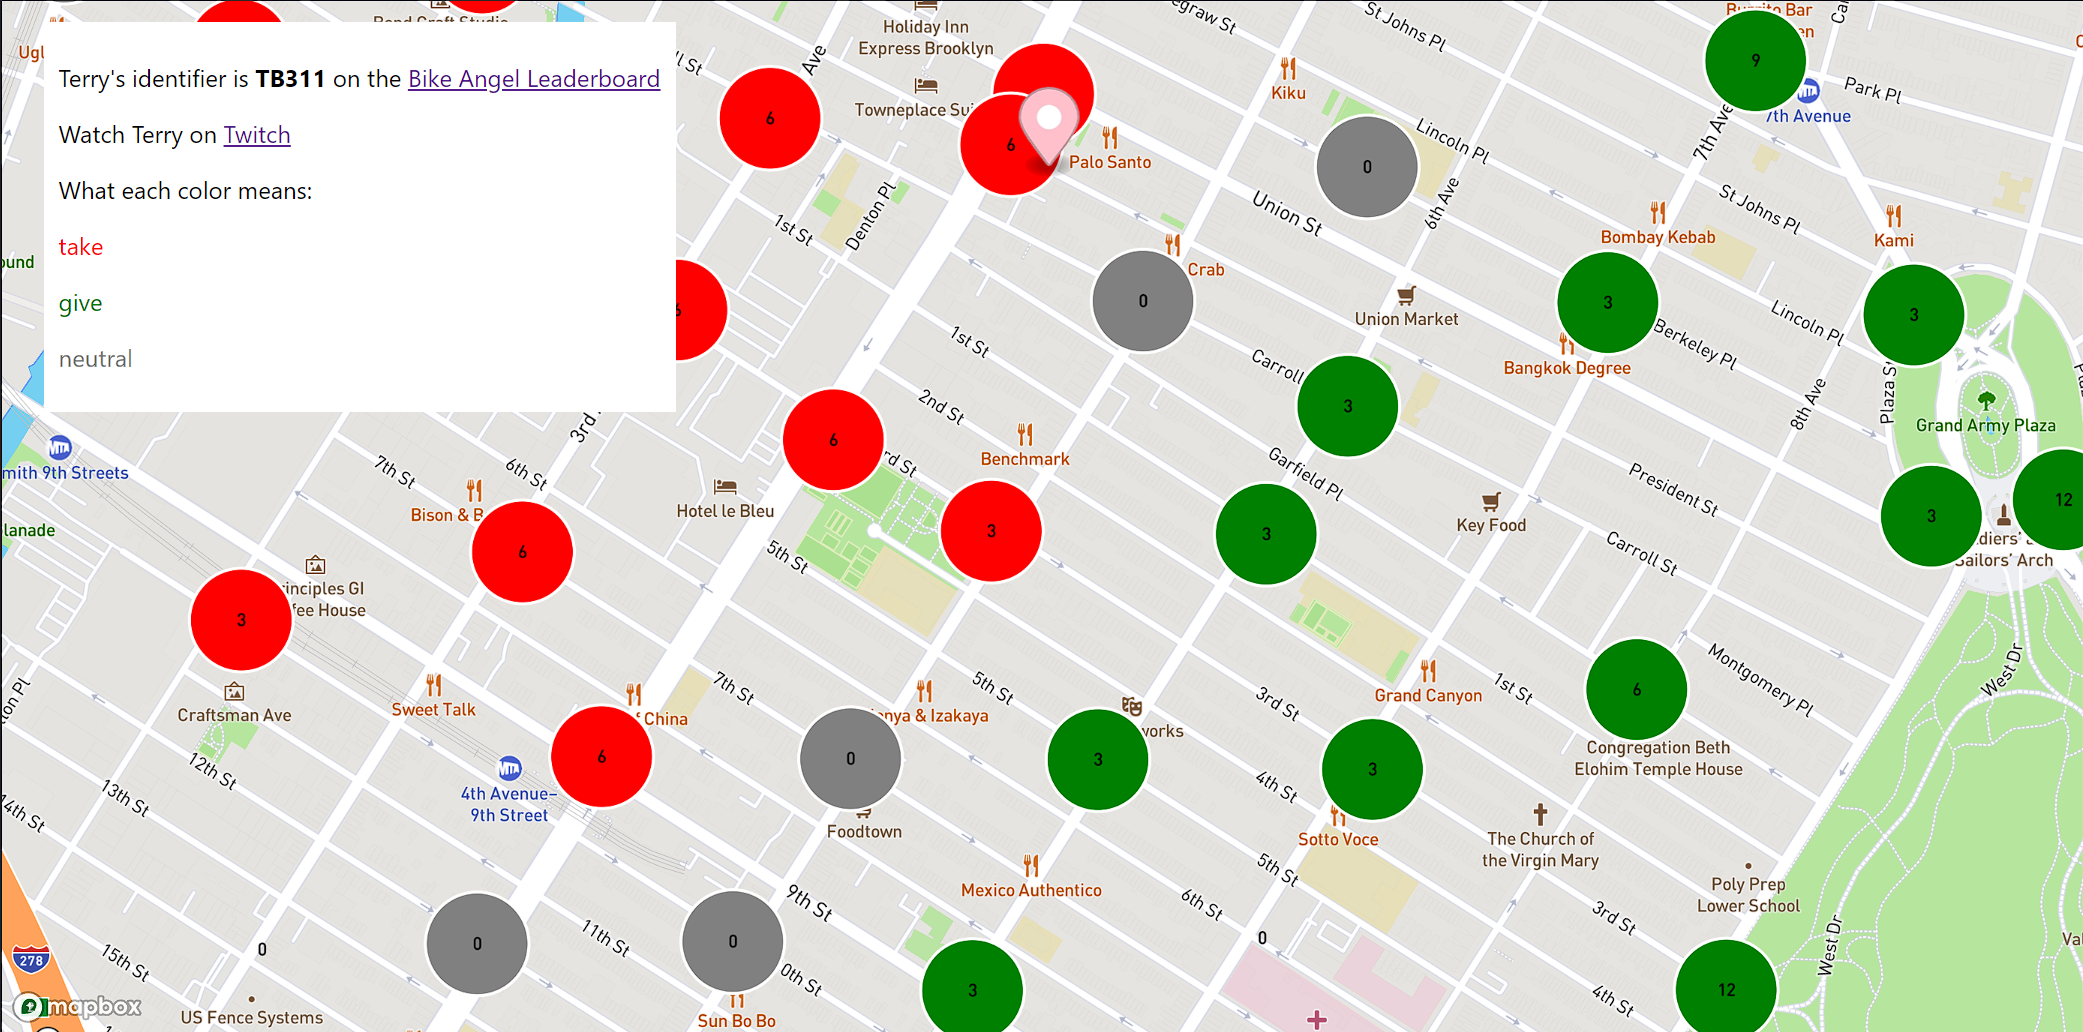 Bond Craft Studio
Holiday Inn
Express Brooklyn
St Johns Pl
9
Park Pl
7th Avenue
7th Ave
Terry's identifier is TB311 on the Bike Angel Leaderboard
Watch Terry on Twitch
What each color means:
take
give
neutral
Ave
6
Kiku
6
Palo Santo
0
Lincoln Pl
6th Ave
Union St
St Johns Pl
Bombay Kebab
Kami
1st St
Denton Pl
Crab
0
Union Market
3
Berkeley Pl
Lincoln Pl
3
Bangkok Degree
Plaza S
8th Ave
Grand Army Plaza
6
1st St
Carroll
3
2nd St
6
rd St
Benchmark
Garfield Pl
President St
3rd
mith 9th Streets
7th St
6th St
Hotel le Bleu
Key Food
3
12
Bison & B
lanade
6
5th St
3
3
Carroll St
diers' a
Sailors' Arch
rinciples GI
fee House
3
Craftsman Ave
Sweet Talk
China
7th St
5th St
nya & Izakaya
works
3rd St
Grand Canyon
1st St
6
Montgomery Pl
West Dr
Congregation Beth
Elohim Temple House
12th St
13th St
14th St
4th Avenue–
9th Street
6
0
3
3
4th St
Foodtown
Sotto Voce
The Church of
the Virgin Mary
Mexico Authentico
5th St
6th St
Poly Prep
Lower School
3rd St
West Dr
9th St
11th St
0
0
0
0
15th St
278
mapbox
US Fence Systems
0th St
Sun Bo Bo
3
12
4th St